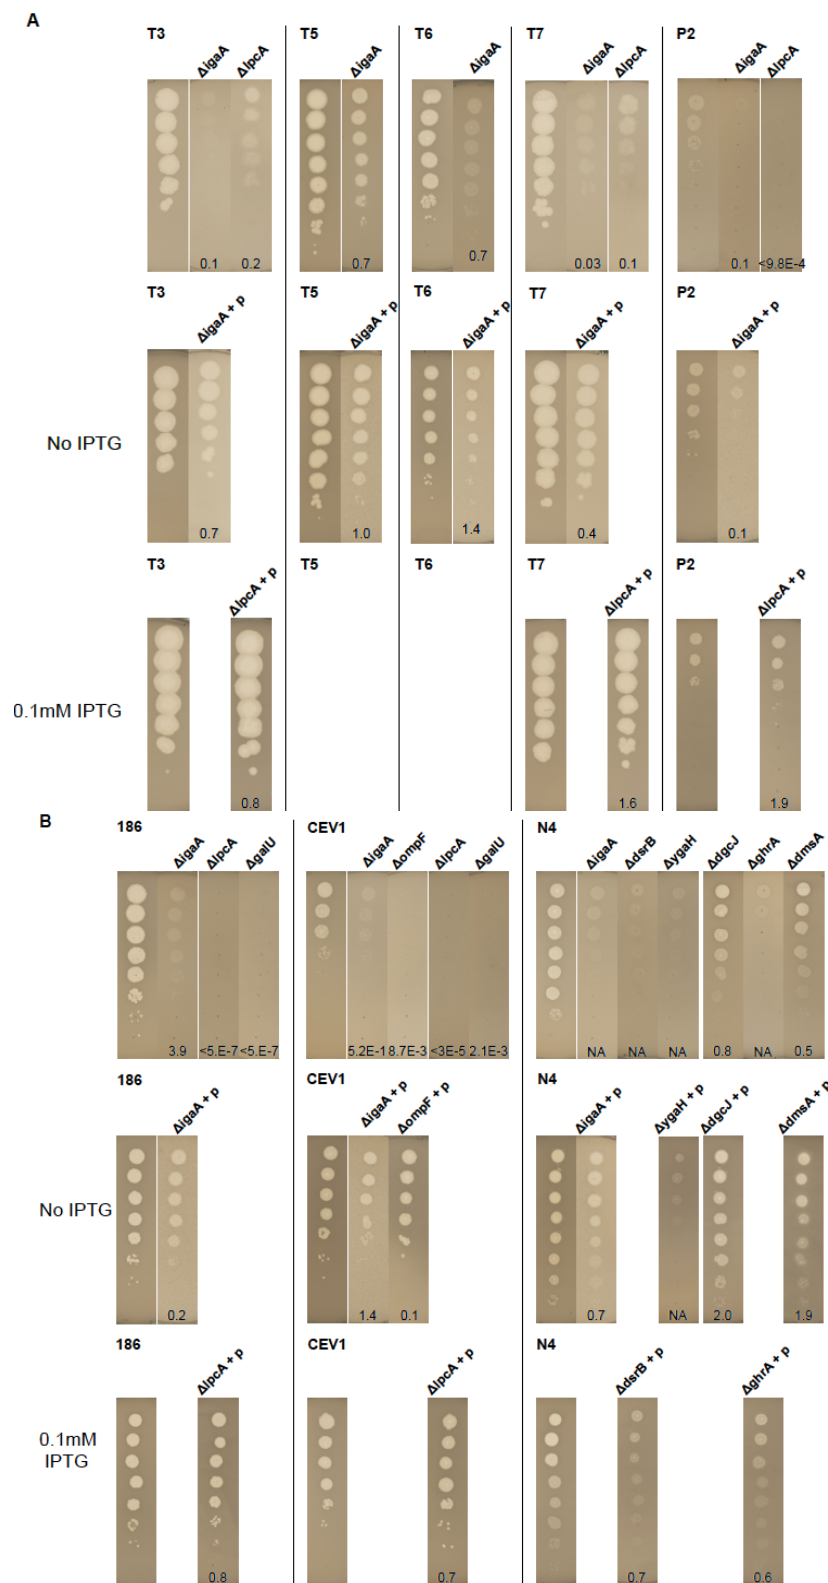 A
T3 T5 T6 T7 P2
ΔigaA ΔlpcA ΔigaA ΔigaA ΔigaA ΔlpcA ΔigaA ΔlpcA
0.1 0.2 0.7 0.7 0.03 0.1 0.1 <9.8E-4
T3 T5 T6 T7 P2
ΔigaA + p ΔigaA + p ΔigaA + p ΔigaA + p ΔigaA + p
No IPTG
0.7 1.0 1.4 0.4 0.1
T3 T5 T6 T7 P2
ΔlpcA + p ΔlpcA + p ΔlpcA + p
0.1mM IPTG
0.8 1.6 1.9
B
186 CEV1 N4
ΔigaA ΔlpcA ΔgalU ΔigaA ΔompF ΔlpcA ΔgalU ΔigaA ΔdsrB ΔygaH ΔdgcJ ΔghrA ΔdmsA
3.9 <5.E-7 <5.E-7 5.2E-1 8.7E-3 <3E-5 2.1E-3 NA NA NA 0.8 NA 0.5
186 CEV1 N4
ΔigaA + p ΔigaA + p ΔompF + p ΔigaA + p ΔygaH + p ΔdgcJ + p ΔdmsA + p
No IPTG
0.2 1.4 0.1 0.7 NA 2.0 1.9
186 CEV1 N4
ΔlpcA + p ΔlpcA + p ΔdsrB + p ΔghrA + p
0.1mM
IPTG
0.8 0.7 0.7 0.6